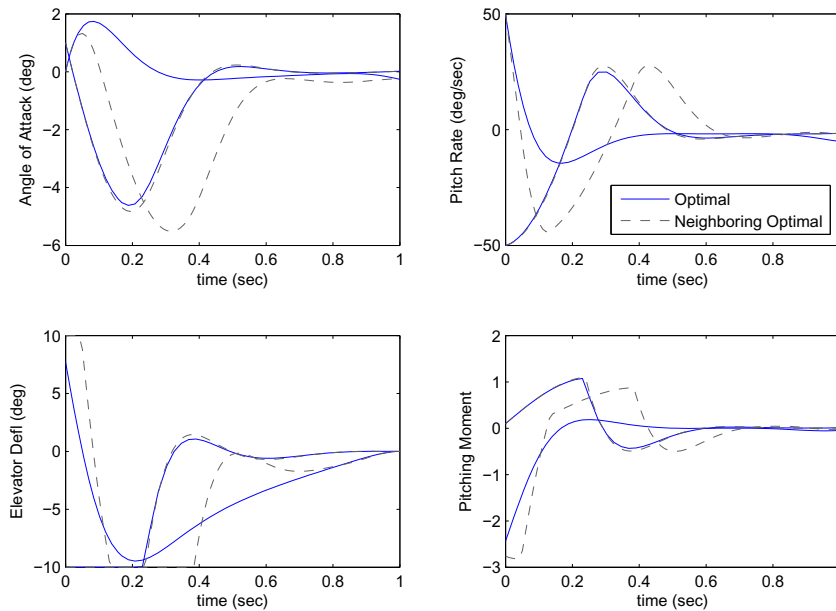 2
0
−2
−4
−6
0 0.2 0.4 0.6 0.8 1
time (sec)
Angle of Attack (deg)
50
0
−50
0 0.2 0.4 0.6 0.8
time (sec)
Pitch Rate (deg/sec)
Optimal
Neighboring Optimal
10
5
0
−5
−10
0 0.2 0.4 0.6 0.8 1
time (sec)
Elevator Defl (deg)
2
1
0
−1
−2
−3
0 0.2 0.4 0.6 0.8
time (sec)
Pitching Moment